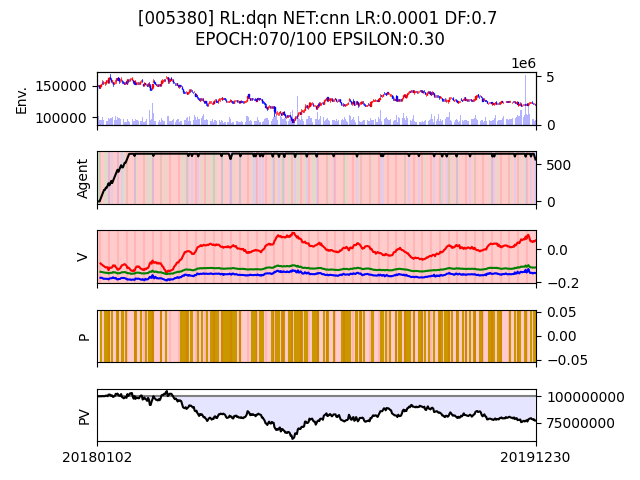 [005380] RL:dqn NET:cnn LR:0.0001 DF:0.7
EPOCH:070/100 EPSILON:0.30
1e6
Env.
150000
100000
5
0
Agent
500
0
V
0.0
−0.2
P
0.05
0.00
−0.05
PV
100000000
75000000
20180102
20191230